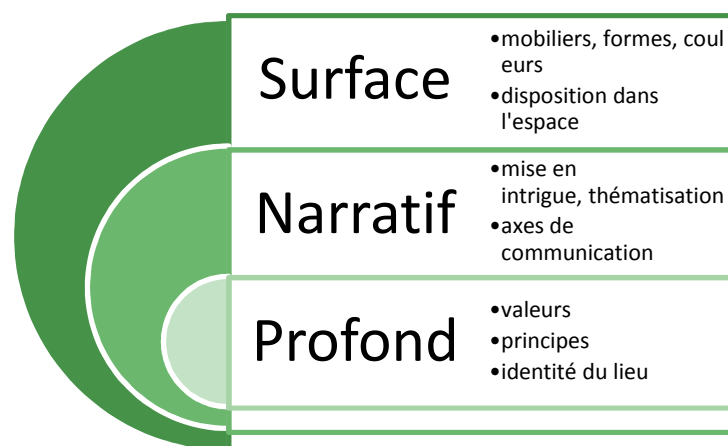 Surface
•mobiliers, formes, coul
eurs
•disposition dans
l'espace
Narratif
•mise en
intrigue, thématisation
•axes de
communication
Profond
•valeurs
•principes
•identité du lieu